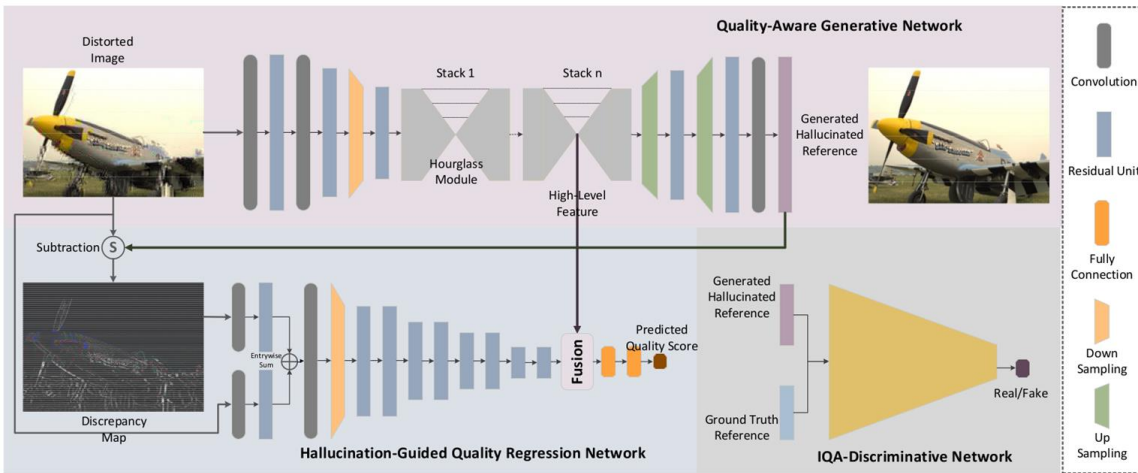 Quality-Aware Generative Network
Distorted
Image
Stack 1
Stack n
Hourglass
Module
High-Level
Feature
Generated
Hallucinated
Reference
Subtraction
S
Entrywise
Sum
Fusion
Predicted
Quality Score
Discrepancy
Map
Hallucination-Guided Quality Regression Network
Generated
Hallucinated
Reference
Ground Truth
Reference
Real/Fake
IQA-Discriminative Network
Convolution
Residual Unit
Fully
Connection
Down
Sampling
Up
Sampling